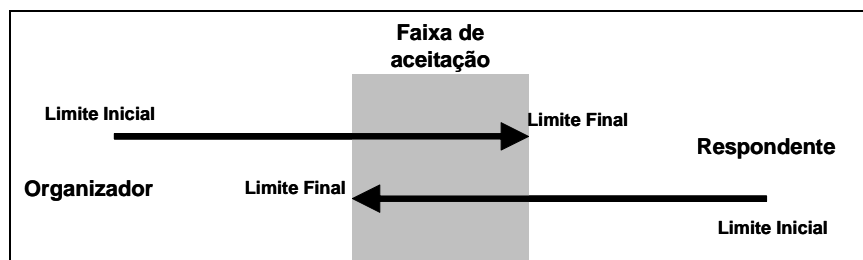 Faixa de
aceitação
Limite Inicial
Limite Final
Respondente
Organizador
Limite Final
Limite Inicial